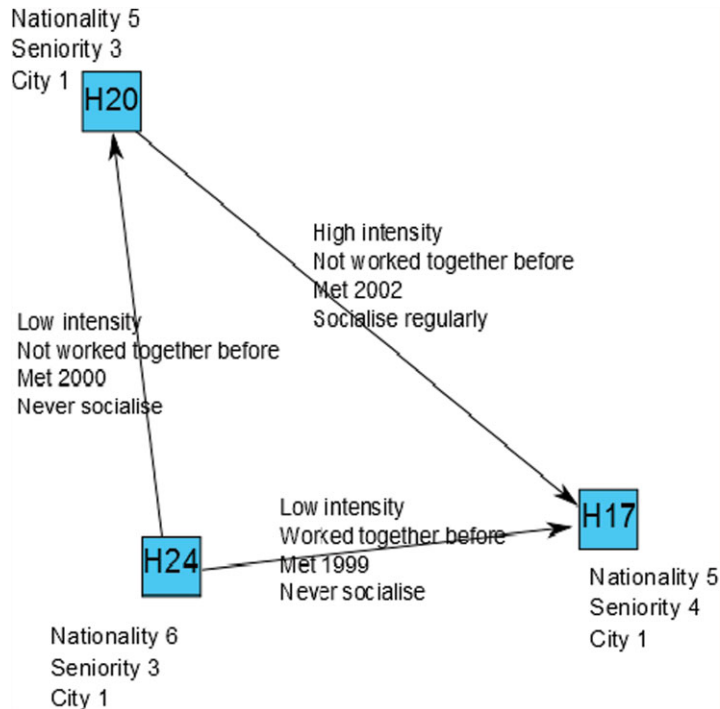 Nationality 5
Seniority 3
City 1
H20
High intensity
Not worked together before
Met 2002
Socialise regularly
Low intensity
Not worked together before
Met 2000
Never socialise
Low intensity
Worked together before
Met 1999
Never socialise
H17
H24
Nationality 5
Seniority 4
City 1
Nationality 6
Seniority 3
City 1